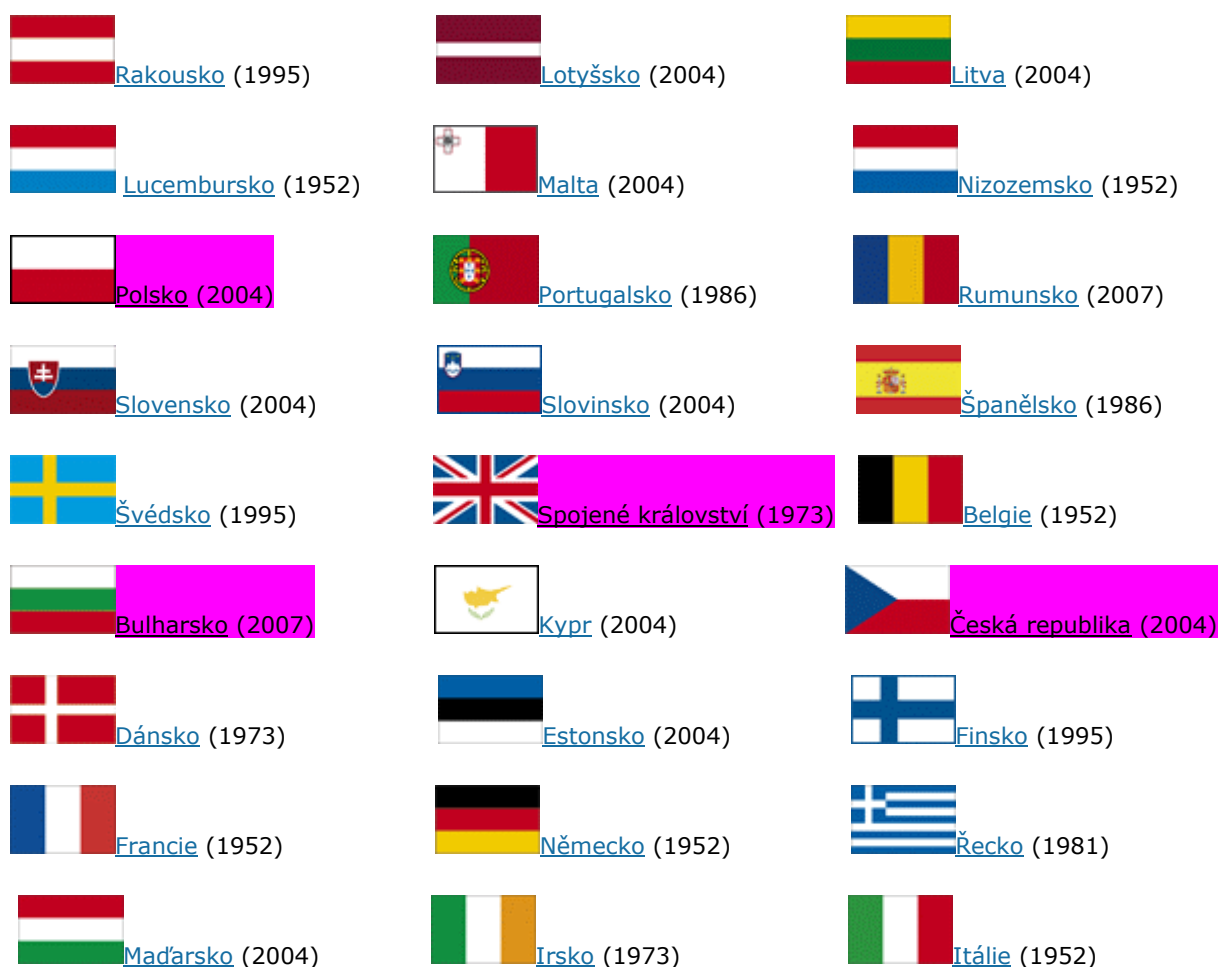 Rakousko (1995) Lotyšsko (2004) Litva (2004)
Lucembursko (1952) Malta (2004) Nizozemsko (1952)
Polsko (2004) Portugalsko (1986) Rumunsko (2007)
Slovensko (2004) Slovinsko (2004) Španělsko (1986)
Švédsko (1995) Spojené království (1973) Belgie (1952)
Bulharsko (2007) Kypr (2004) Česká republika (2004)
Dánsko (1973) Estonsko (2004) Finsko (1995)
Francie (1952) Německo (1952) Řecko (1981)
Maďarsko (2004) Irsko (1973) Itálie (1952)